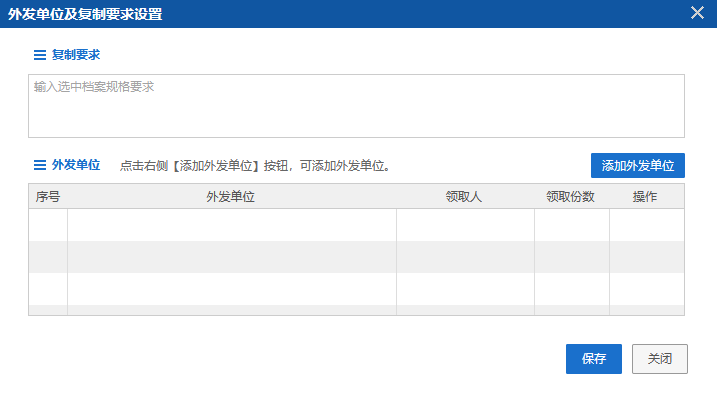 外发单位及复制要求设置
复制要求
输入选中档案规格要求
外发单位 点击右侧【添加外发单位】按钮，可添加外发单位。 添加外发单位
序号 外发单位 领取人 领取份数 操作
保存 关闭